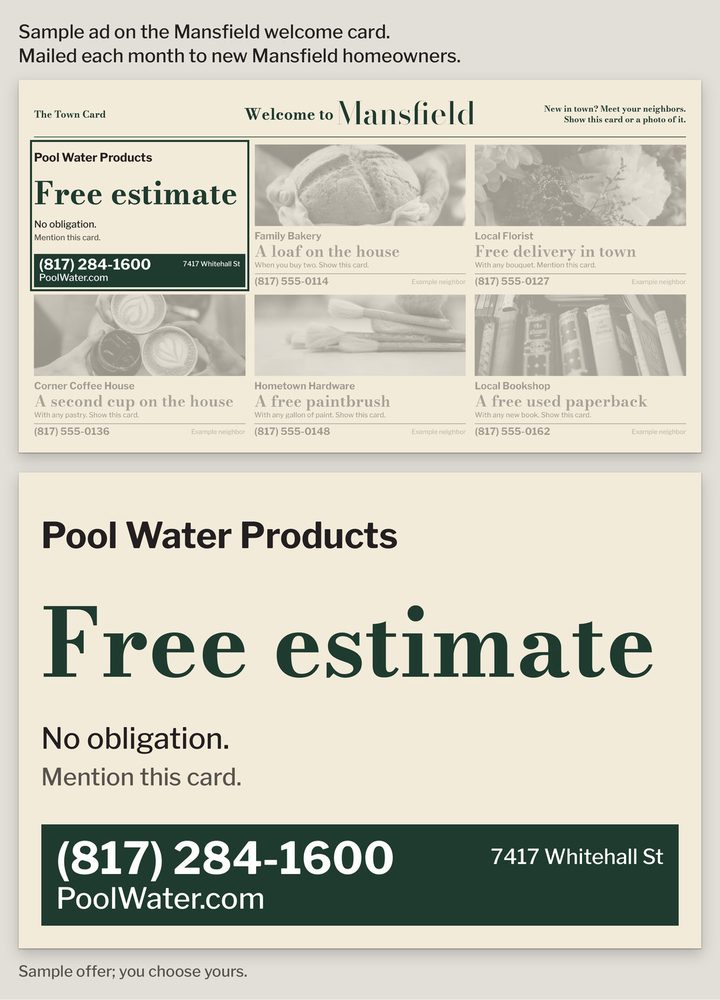 Sample ad on the Mansfield welcome card.
Mailed each month to new Mansfield homeowners.
The Town Card
Welcome to Mansfield
New in town? Meet your neighbors.
Show this card or a photo of it.
Pool Water Products
Free estimate
No obligation.
Mention this card.
(817) 284-1600
7417 Whitehall St
PoolWater.com
Family Bakery
A loaf on the house
When you buy two. Show this card.
(817) 555-0114
Example neighbor
Local Florist
Free delivery in town
With any bouquet. Mention this card.
(817) 555-0127
Example neighbor
Corner Coffee House
A second cup on the house
With any pastry. Show this card.
(817) 555-0136
Example neighbor
Hometown Hardware
A free paintbrush
With any gallon of paint. Show this card.
(817) 555-0148
Example neighbor
Local Bookshop
A free used paperback
With any new book. Show this card.
(817) 555-0162
Example neighbor
Pool Water Products
Free estimate
No obligation.
Mention this card.
(817) 284-1600
7417 Whitehall St
PoolWater.com
Sample offer; you choose yours.